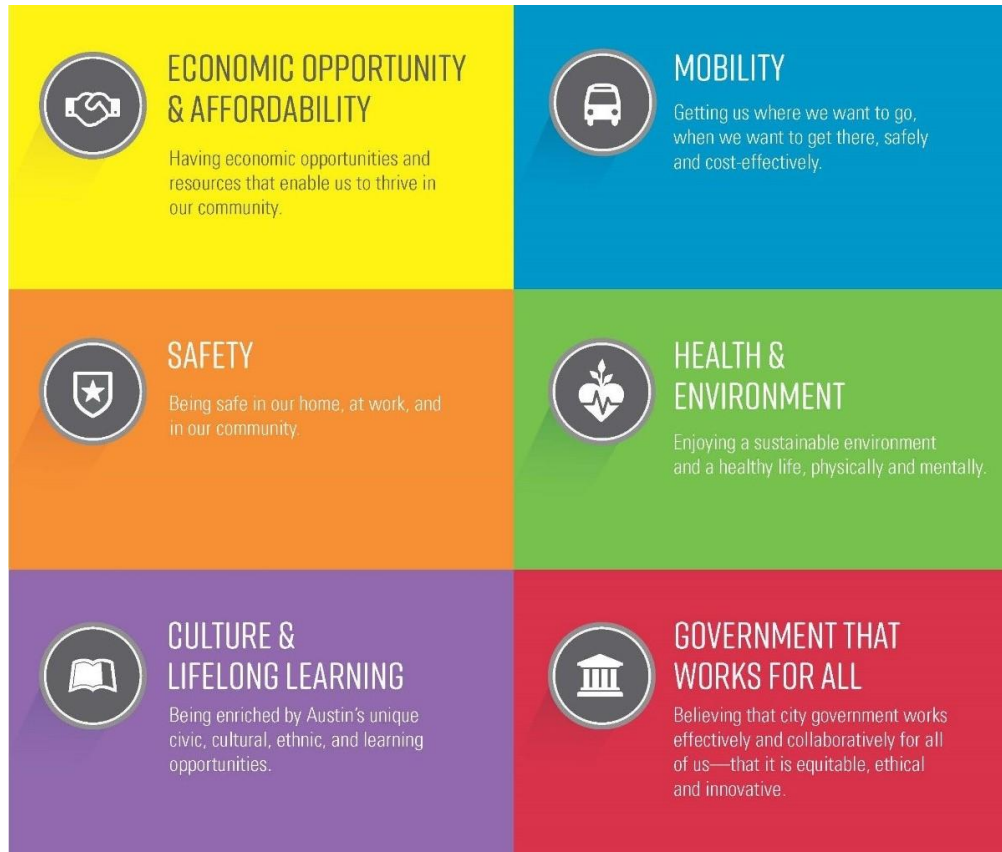 ECONOMIC OPPORTUNITY
& AFFORDABILITY
Having economic opportunities and
resources that enable us to thrive in
our community.
MOBILITY
Getting us where we want to go,
when we want to get there, safely
and cost-effectively.
SAFETY
Being safe in our home, at work, and
in our community.
HEALTH &
ENVIRONMENT
Enjoying a sustainable environment
and a healthy life, physically and mentally.
CULTURE &
LIFELONG LEARNING
Being enriched by Austin's unique
civic, cultural, ethnic, and learning
opportunities.
GOVERNMENT THAT
WORKS FOR ALL
Believing that city government works
effectively and collaboratively for all
of us—that it is equitable, ethical
and innovative.